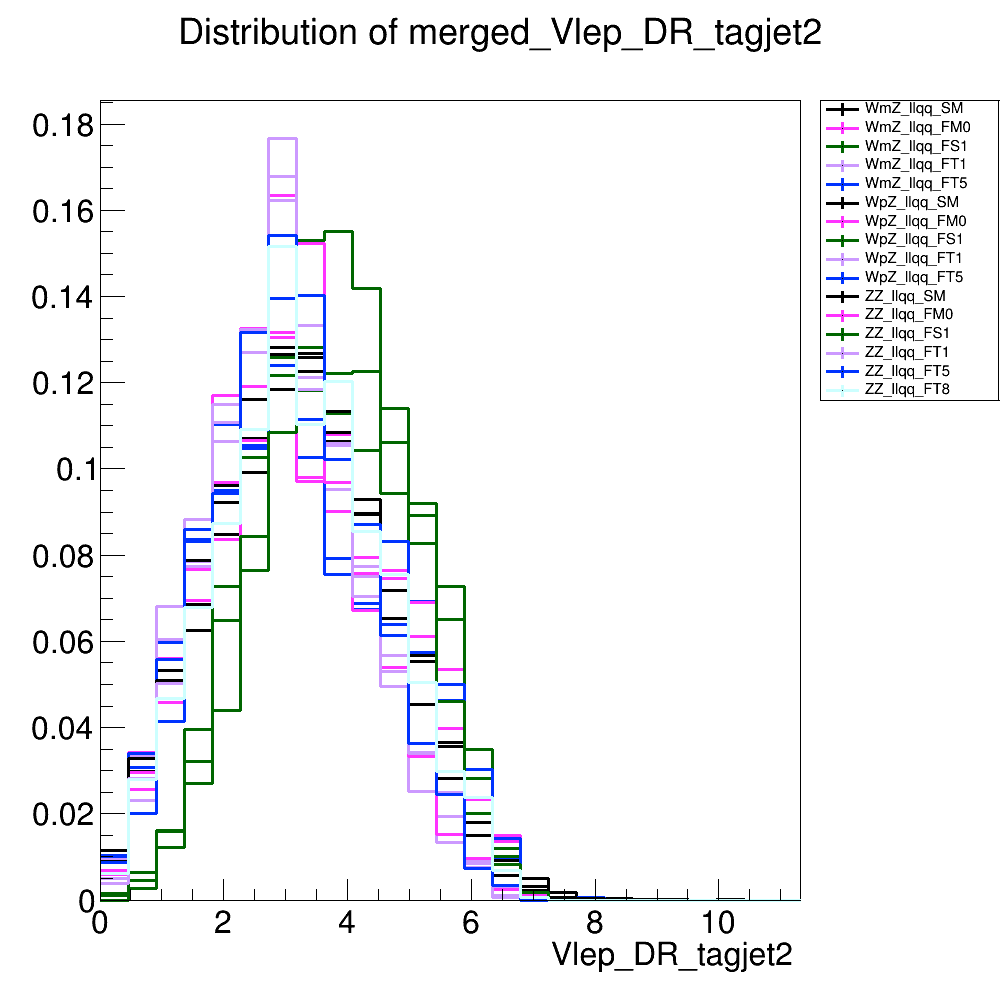 Distribution of merged_Vlep_DR_tagjet2
WmZ_llqq_SM
WmZ_llqq_FM0
WmZ_llqq_FS1
WmZ_llqq_FT1
WmZ_llqq_FT5
WpZ_llqq_SM
WpZ_llqq_FM0
WpZ_llqq_FS1
WpZ_llqq_FT1
WpZ_llqq_FT5
ZZ_llqq_SM
ZZ_llqq_FM0
ZZ_llqq_FS1
ZZ_llqq_FT1
ZZ_llqq_FT5
ZZ_llqq_FT8
0.18
0.16
0.14
0.12
0.1
0.08
0.06
0.04
0.02
0
0 2 4 6 8 10
Vlep_DR_tagjet2